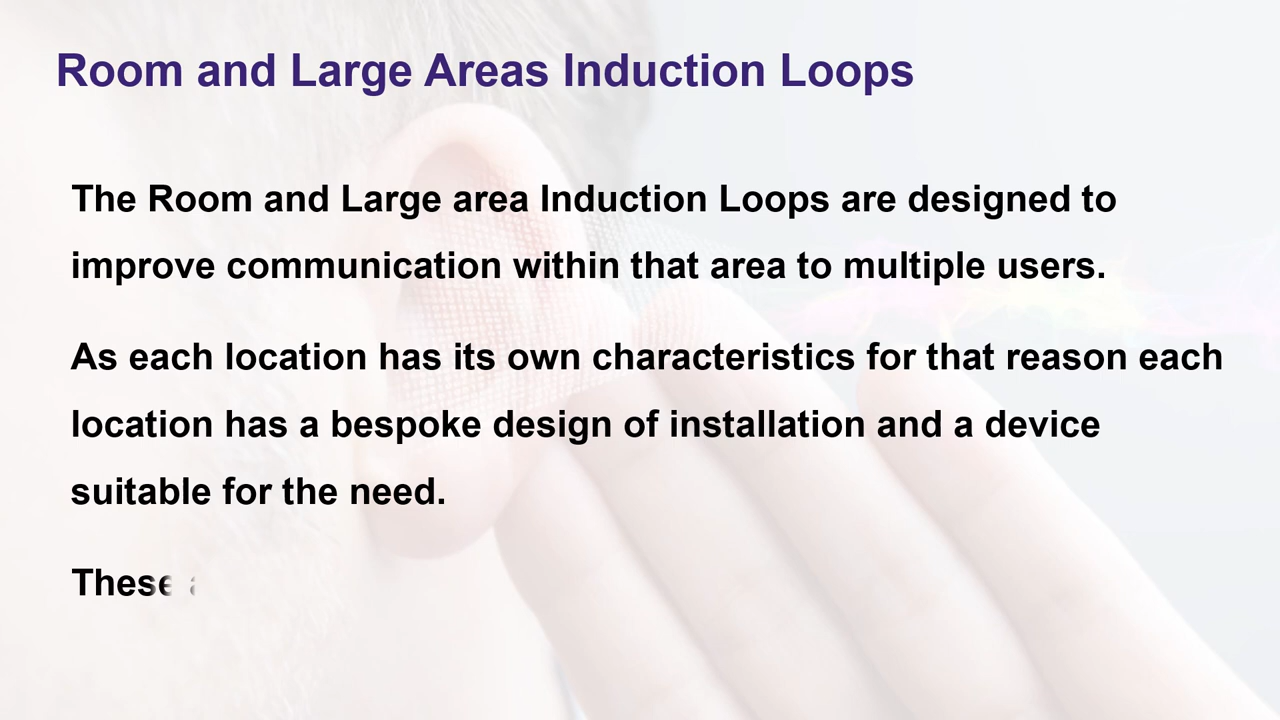 Room and Large Areas Induction Loops
The Room and Large area Induction Loops are designed to
improve communication within that area to multiple users.
As each location has its own characteristics for that reason each
location has a bespoke design of installation and a device
suitable for the need.
These